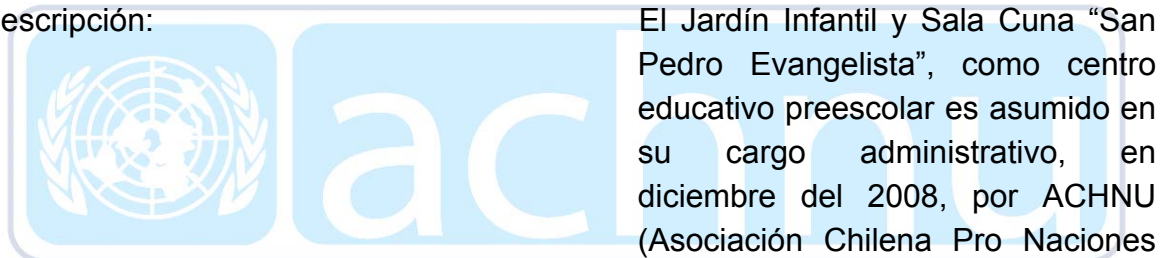 escripción:
El Jardín Infantil y Sala Cuna “San
Pedro Evangelista”, como centro
educativo preescolar es asumido en
su cargo administrativo, en
diciembre del 2008, por ACHNU
(Asociación Chilena Pro Naciones
achnu